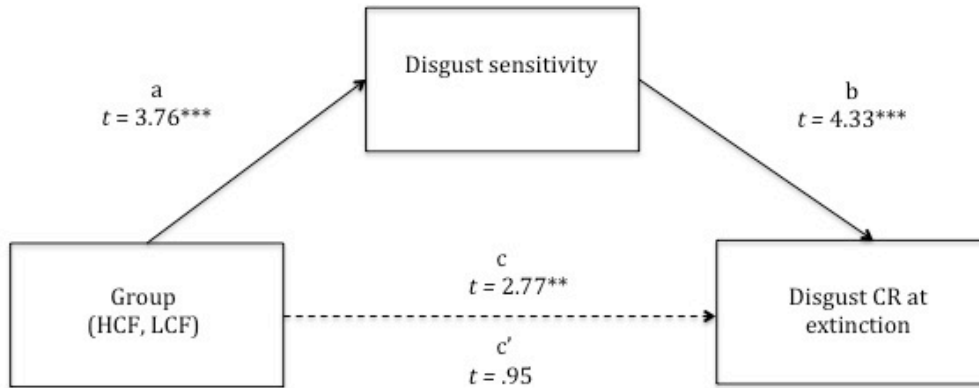 Disgust sensitivity
a
t = 3.76***
b
t = 4.33***
Group
(HCF, LCF)
c
t = 2.77**
c’
t = .95
Disgust CR at
extinction